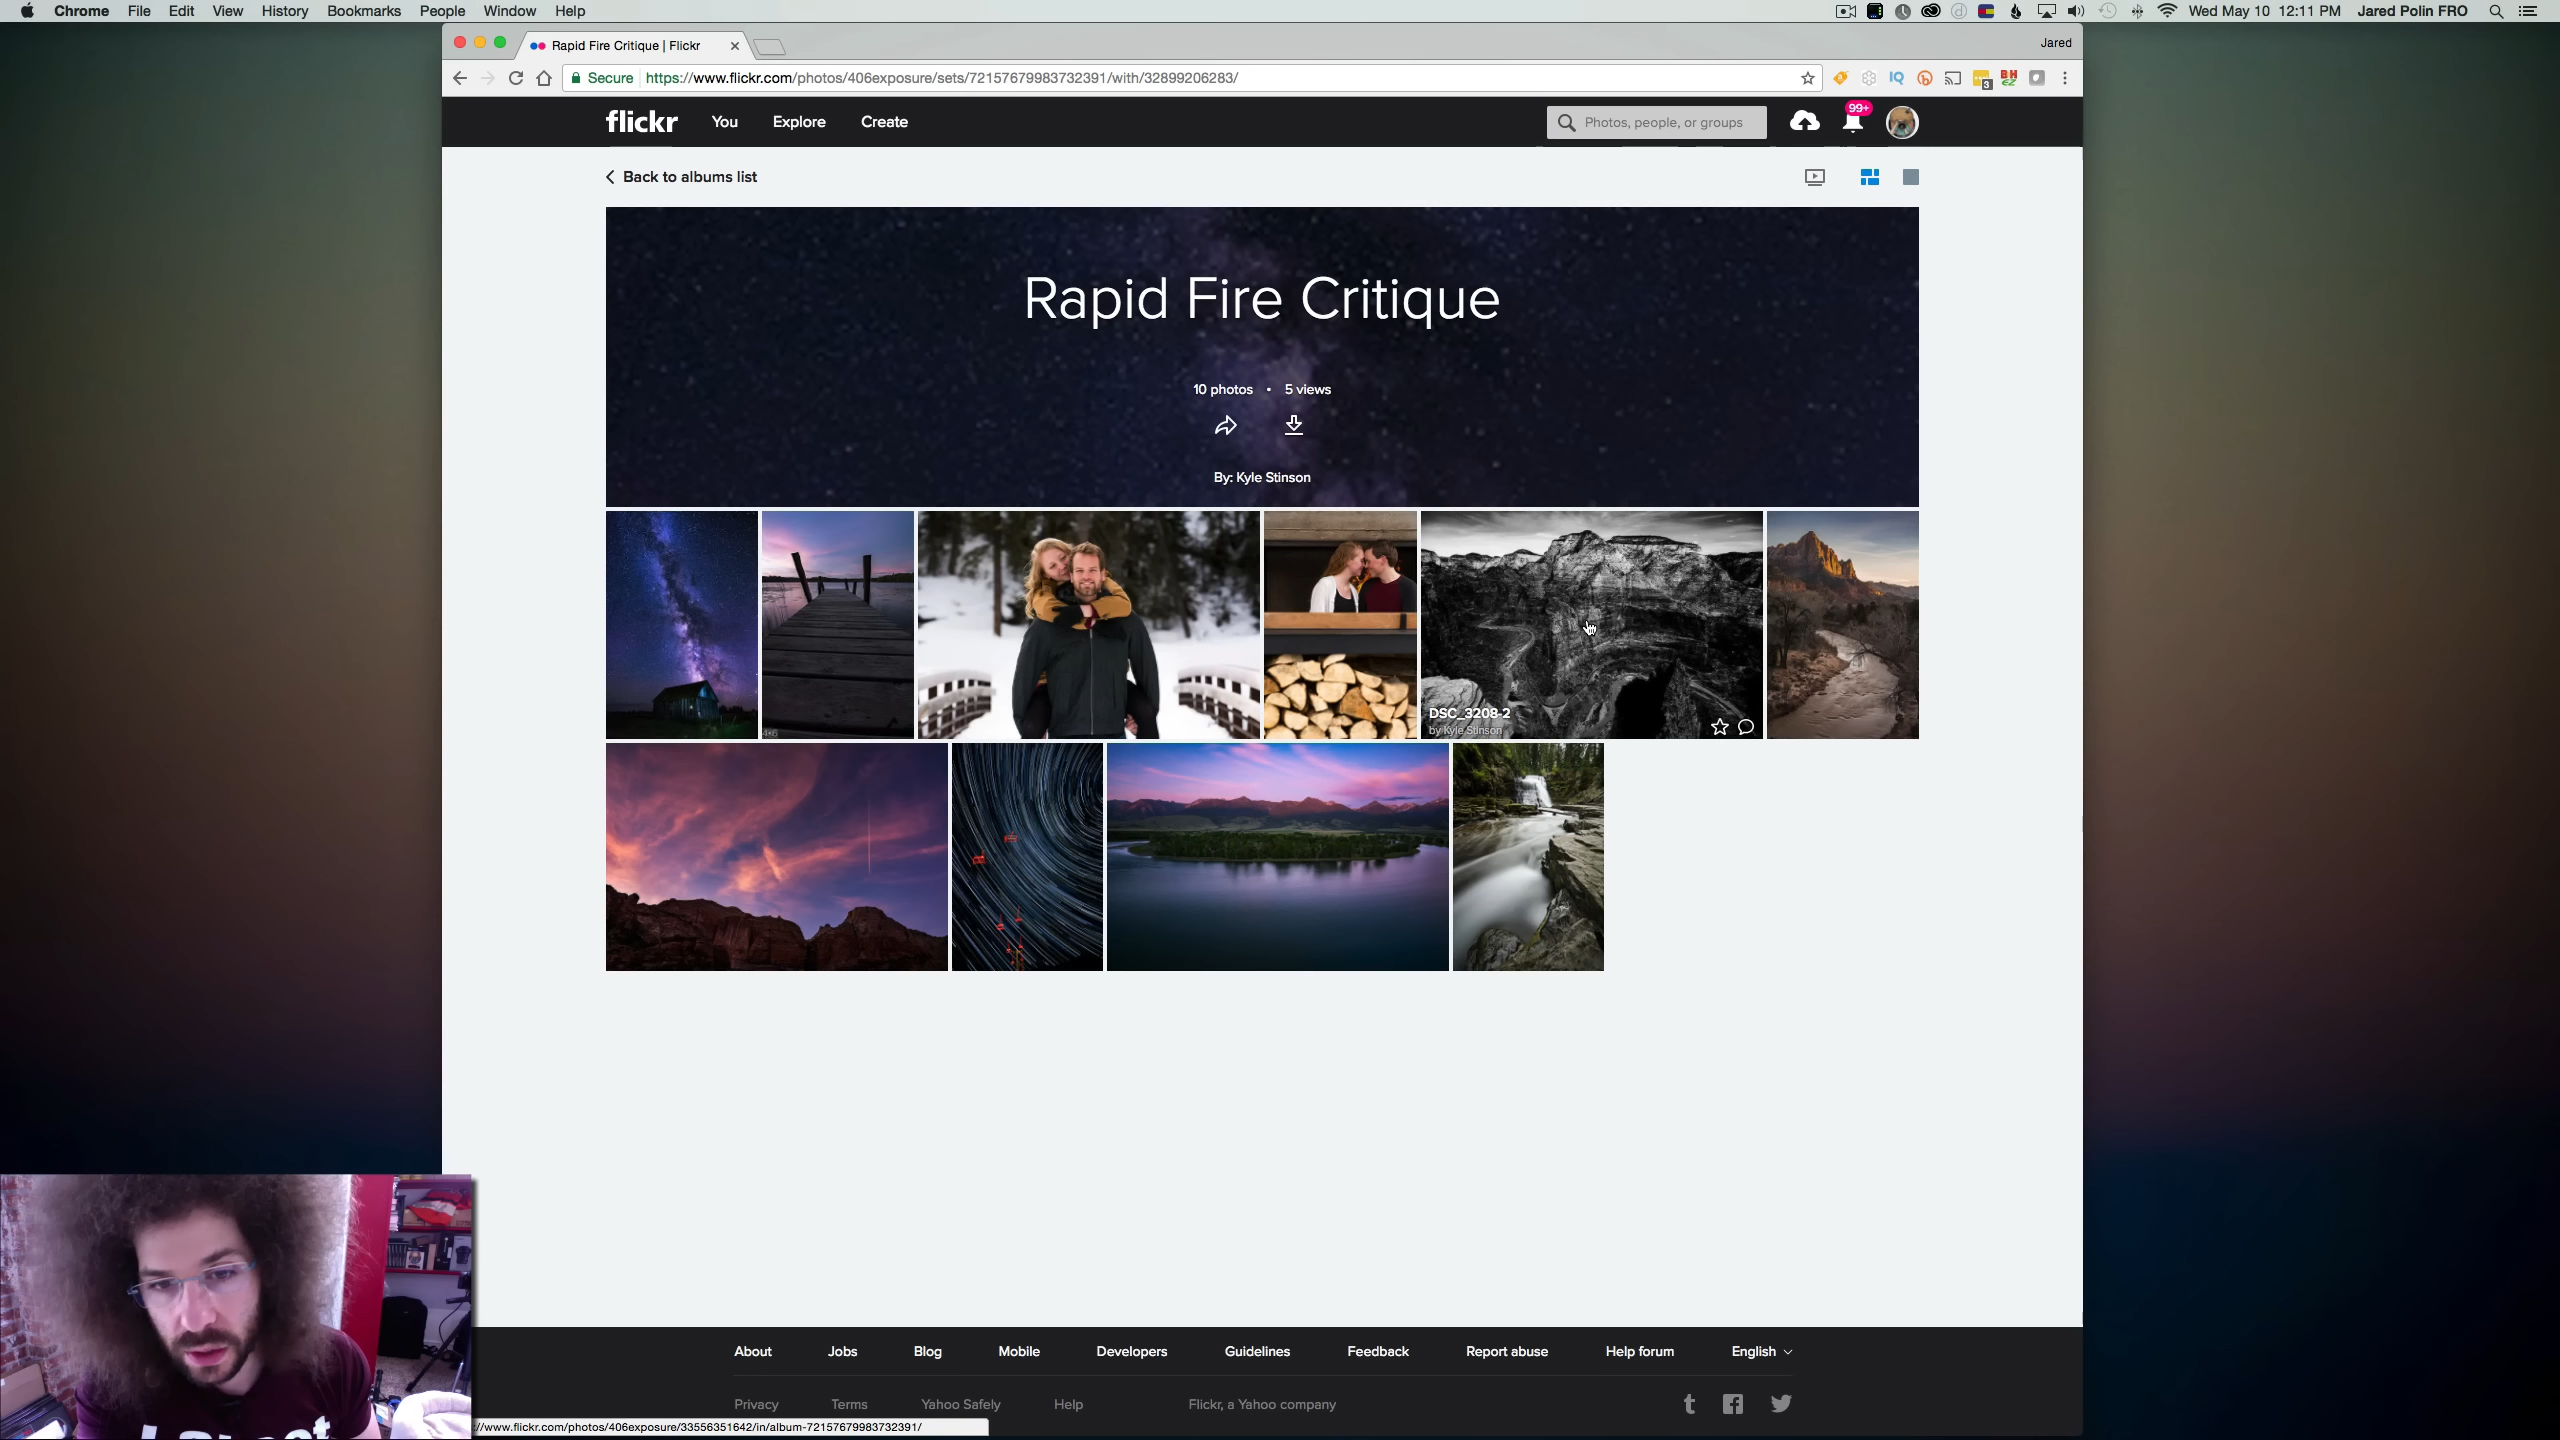 Chrome File Edit View History Bookmarks People Window Help Wed May 10 12:11 PM Jared Polin FRO
Rapid Fire Critique | Flickr Jared
Secure https://www.flickr.com/photos/406exposure/sets/72157679983732391/with/32899206283/
flickr You Explore Create Photos, people, or groups 99+
Back to albums list
Rapid Fire Critique
10 photos • 5 views
By: Kyle Stinson
DSC_3208-2
by Kyle Stinson
About Jobs Blog Mobile Developers Guidelines Feedback Report abuse Help forum English
Privacy Terms Yahoo Safely Help Flickr, a Yahoo company
://www.flickr.com/photos/406exposure/33556351642/in/album-72157679983732391/